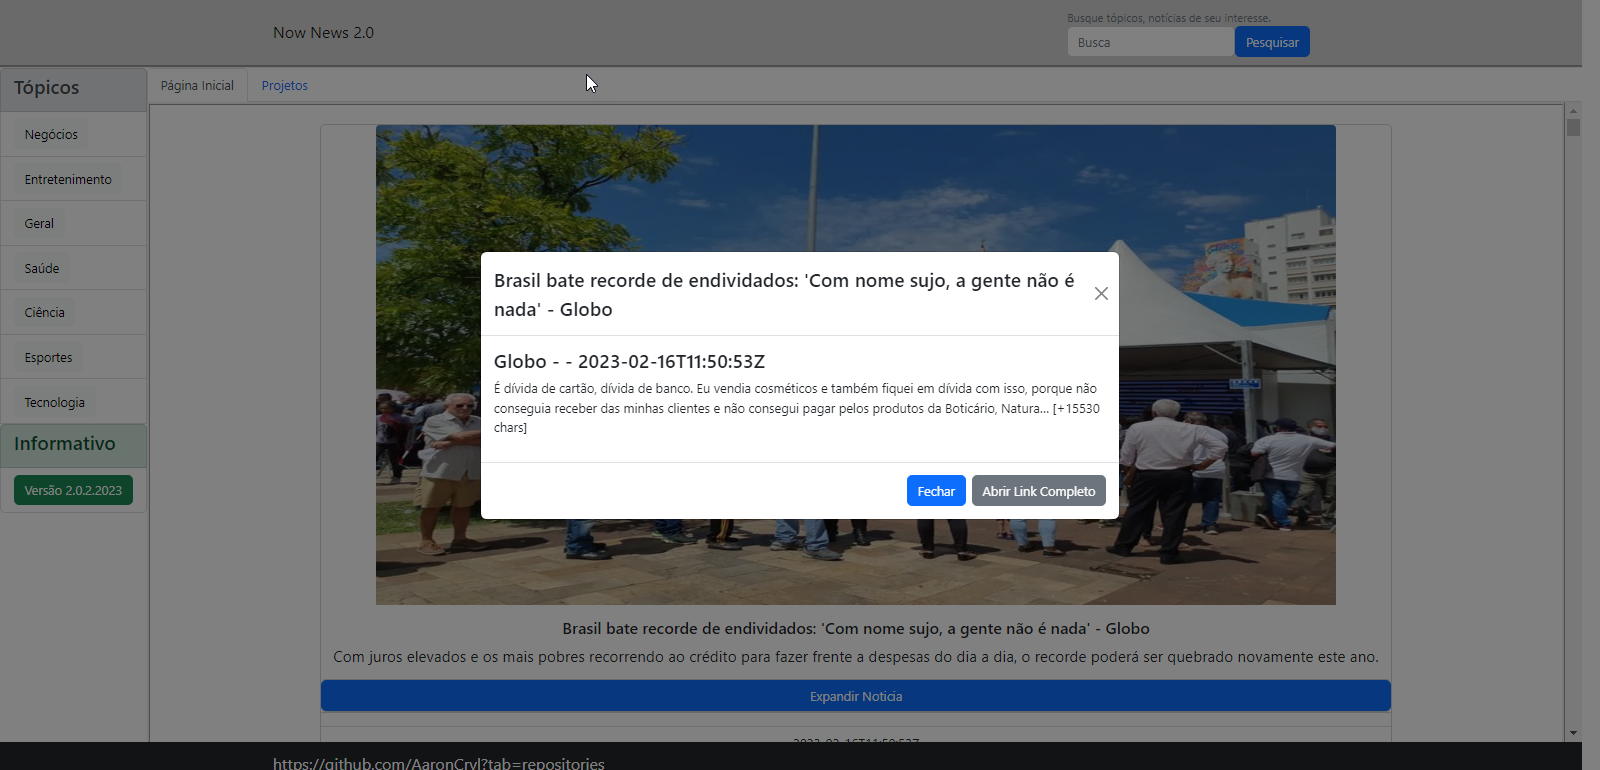 Now News 2.0
Busque tópicos, notícias de seu interesse.
Busca
Pesquisar
Tópicos
Página Inicial
Projetos
Negócios
Entretenimento
Geral
Saúde
Ciência
Esportes
Tecnologia
Informativo
Versão 2.0.2.2023
Brasil bate recorde de endividados: 'Com nome sujo, a gente não é
nada' - Globo
Globo - - 2023-02-16T11:50:53Z
É dívida de cartão, dívida de banco. Eu vendia cosméticos e também fiquei em dívida com isso, porque não
conseguia receber das minhas clientes e não consegui pagar pelos produtos da Boticário, Natura... [+15530
chars]
Fechar
Abrir Link Completo
Brasil bate recorde de endividados: 'Com nome sujo, a gente não é nada' - Globo
Com juros elevados e os mais pobres recorrendo ao crédito para fazer frente a despesas do dia a dia, o recorde poderá ser quebrado novamente este ano.
Expandir Noticia
2023-02-16T11:50:53Z
https://github.com/AaronCryl?tab=repositories